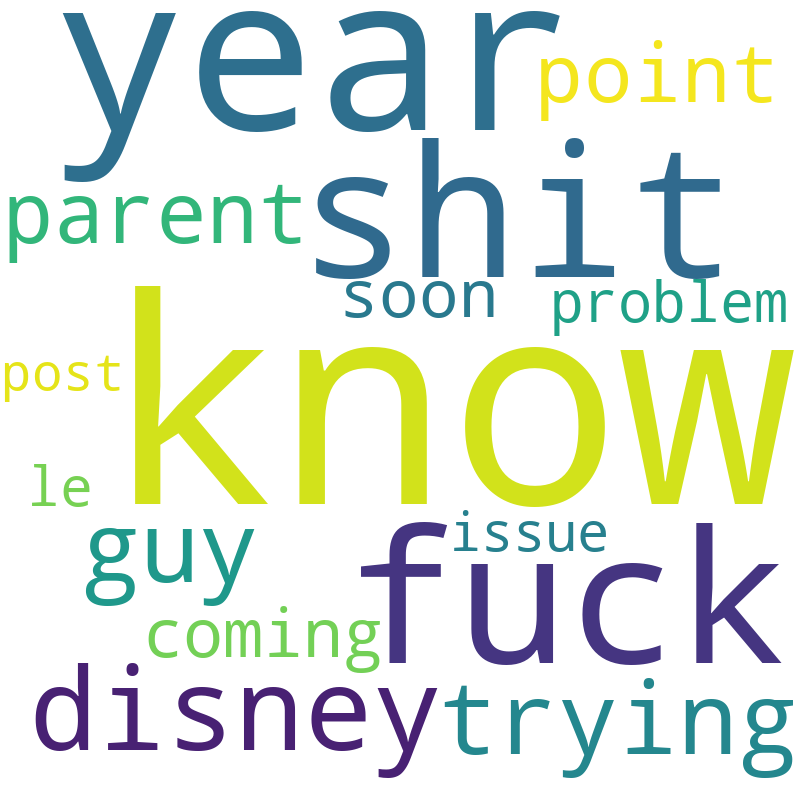 year
point
shit
parent
soon
problem
know
post
le
issue
guy
fuck
coming
disney
trying